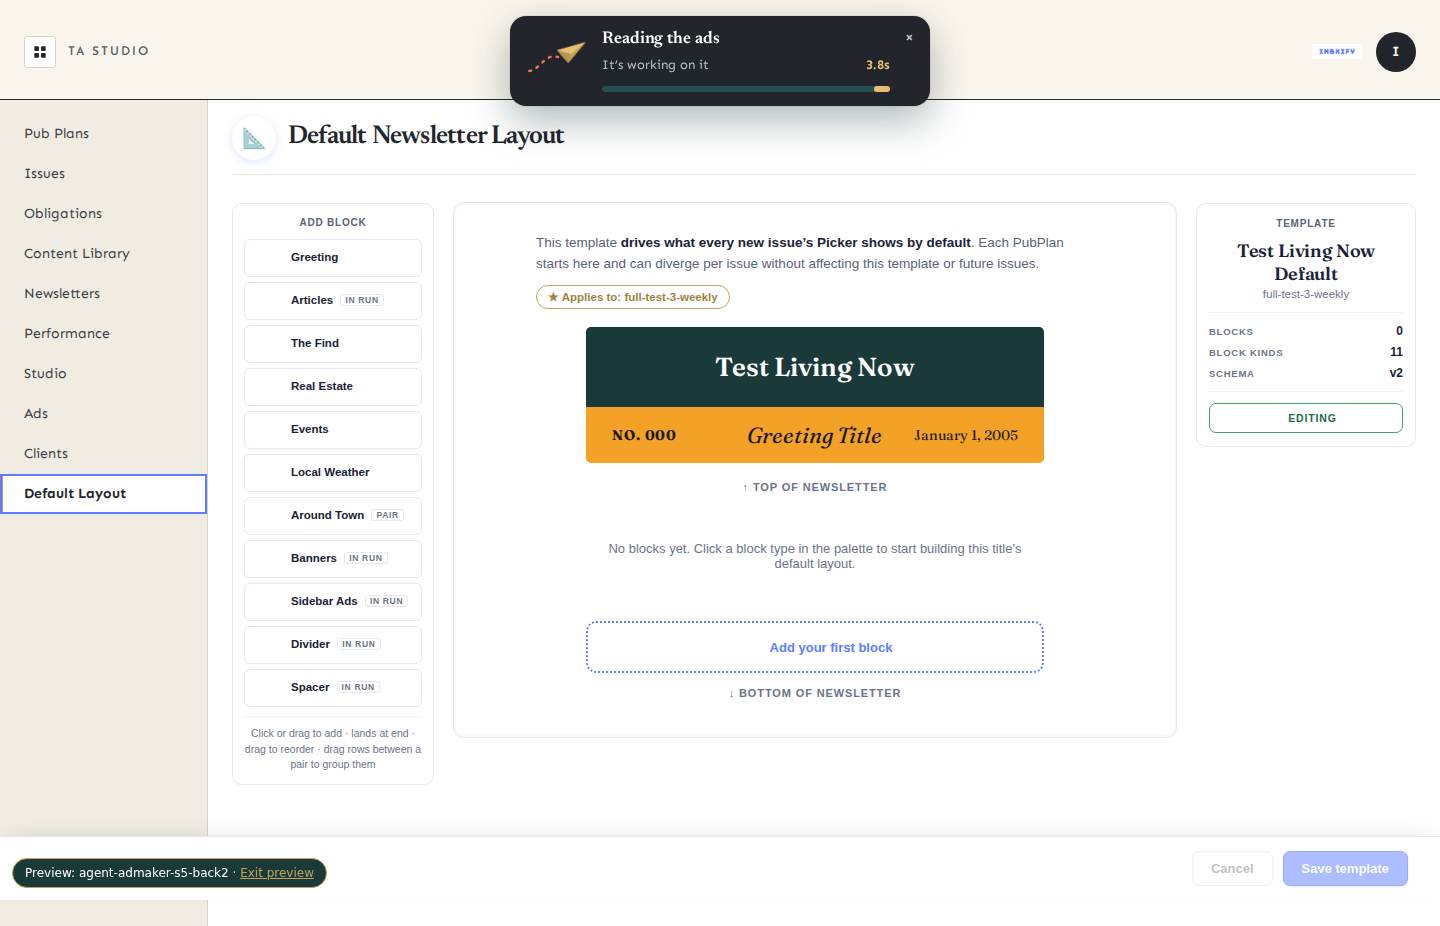 TA STUDIO
Reading the ads
×
It's working on it
3.8s
INBXIFY
I
Pub Plans
Issues
Obligations
Content Library
Newsletters
Performance
Studio
Ads
Clients
Default Layout
Default Newsletter Layout
ADD BLOCK
Greeting
Articles IN RUN
The Find
Real Estate
Events
Local Weather
Around Town PAIR
Banners IN RUN
Sidebar Ads IN RUN
Divider IN RUN
Spacer IN RUN
Click or drag to add · lands at end ·
drag to reorder · drag rows between a
pair to group them
This template drives what every new issue's Picker shows by default. Each PubPlan
starts here and can diverge per issue without affecting this template or future issues.
★ Applies to: full-test-3-weekly
Test Living Now
NO. 000 Greeting Title January 1, 2005
↑ TOP OF NEWSLETTER
No blocks yet. Click a block type in the palette to start building this title's
default layout.
Add your first block
↓ BOTTOM OF NEWSLETTER
TEMPLATE
Test Living Now
Default
full-test-3-weekly
BLOCKS 0
BLOCK KINDS 11
SCHEMA v2
EDITING
Preview: agent-admaker-s5-back2 · Exit preview
Cancel
Save template